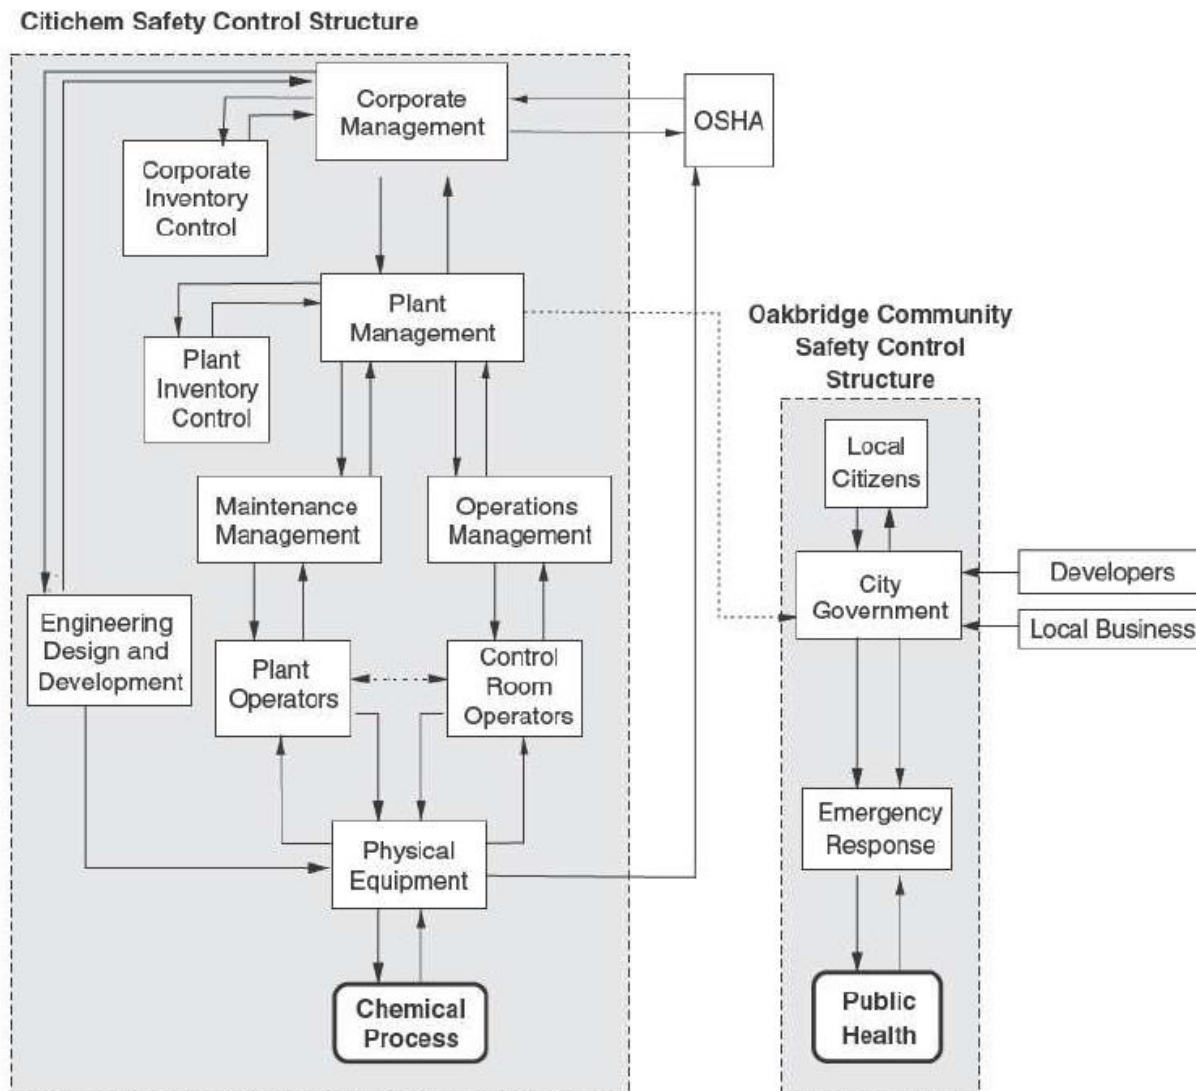 Citichem Safety Control Structure
Corporate
Management
OSHA
Corporate
Inventory
Control
Plant
Management
Oakbridge Community
Safety Control
Structure
Plant
Inventory
Control
Local
Citizens
Maintenance
Management
Operations
Management
City
Government
Developers
Local Business
Engineering
Design and
Development
Plant
Operators
Control
Room
Operators
Emergency
Response
Physical
Equipment
Chemical
Process
Public
Health